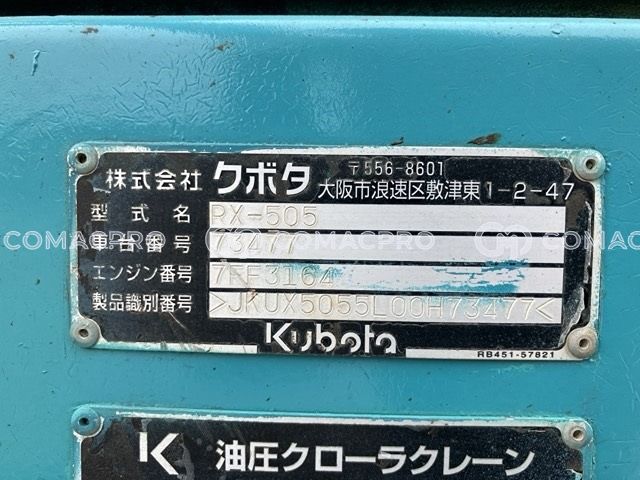 株式会社 クボタ 〒556-8601
大阪市浪速区敷津東1-2-47
型式名 RX-505
車台番号 73477
エンジン番号 7FF3164
製品識別番号 >JKUX5055L00H73477<
Kubota
RB451-57821
COMACPRO COMACPRO COMACPRO
油圧クローラクレーン